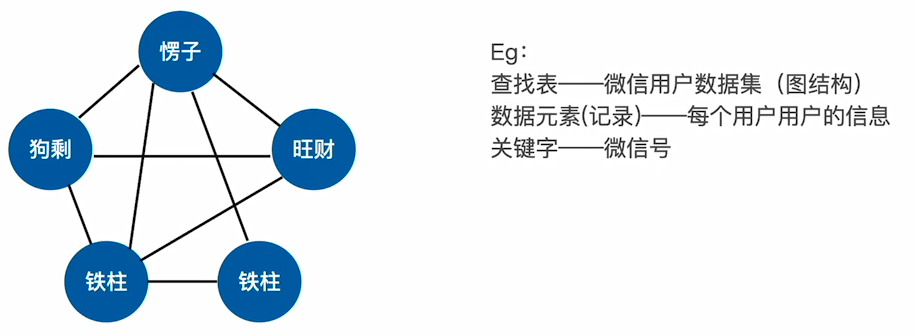 愣子
狗剩
旺财
铁柱
铁柱
Eg：
查找表——微信用户数据集（图结构）
数据元素(记录)——每个用户用户的信息
关键字——微信号